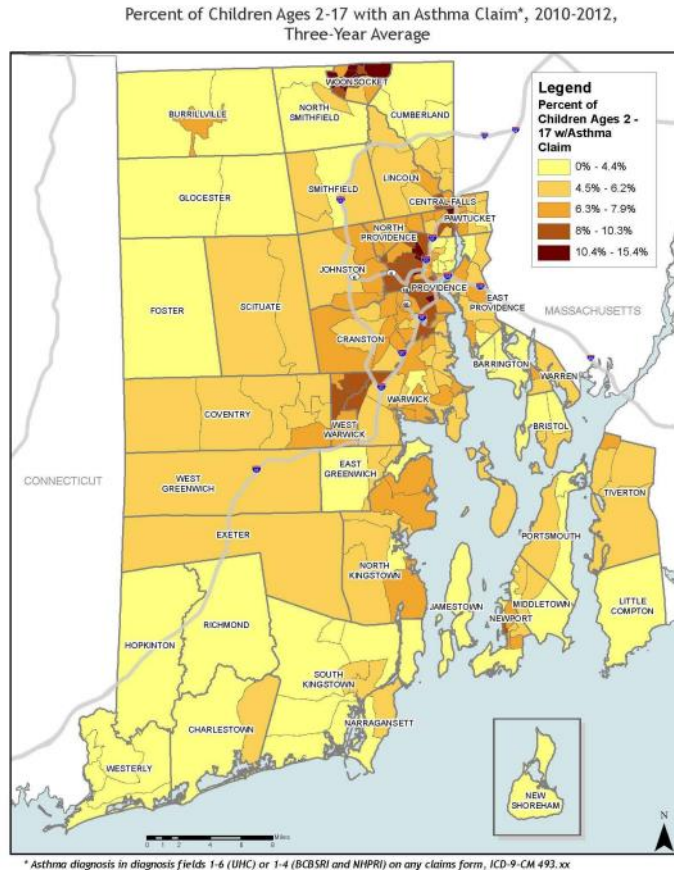 Percent of Children Ages 2-17 with an Asthma Claim*, 2010-2012,
Three-Year Average
Legend
Percent of
Children Ages 2 -
17 w/Asthma
Claim
0% - 4.4%
4.5% - 6.2%
6.3% - 7.9%
8% - 10.3%
10.4% - 15.4%
WOONSOCKET
BURRILLVILLE
NORTH
SMITHFIELD
CUMBERLAND
GLOCESTER
SMITHFIELD
LINCOLN
CENTRAL FALLS
PAWTUCKET
NORTH
PROVIDENCE
JOHNSTON
PROVIDENCE
FOSTER
SCITUATE
EAST
PROVIDENCE
MASSACHUSETTS
CRANSTON
BARRINGTON
WARREN
COVENTRY
WEST
WARWICK
WARWICK
BRISTOL
CONNECTICUT
WEST
GREENWICH
EAST
GREENWICH
TIVERTON
EXETER
PORTSMOUTH
NORTH
KINGSTOWN
RICHMOND
JAMESTOWN
MIDDLETOWN
NEWPORT
LITTLE
COMPTON
HOPKINTON
SOUTH
KINGSTOWN
CHARLESTOWN
NARRAGANSETT
WESTERLY
NEW
SHOREHAM
N
Miles
* Asthma diagnosis in diagnosis fields 1-6 (UHC) or 1-4 (BCBSRI and NHPRI) on any claims form, ICD-9-CM 493.xx